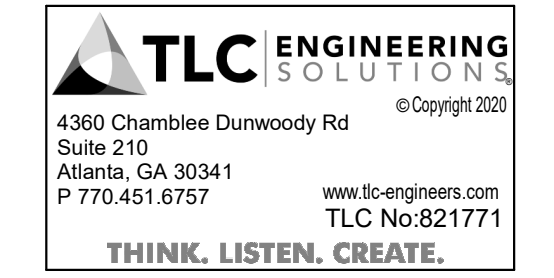 TLC ENGINEERING
SOLUTIONS®
© Copyright 2020
4360 Chamblee Dunwoody Rd
Suite 210
Atlanta, GA 30341
P 770.451.6757
www.tlc-engineers.com
TLC No:821771
THINK. LISTEN. CREATE.